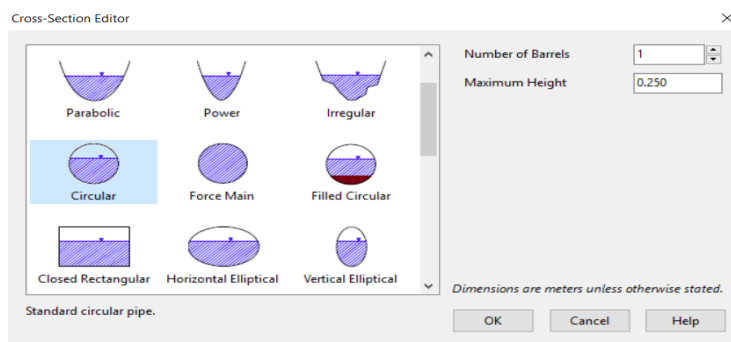 Cross-Section Editor
Parabolic Power Irregular
Circular Force Main Filled Circular
Closed Rectangular Horizontal Elliptical Vertical Elliptical
Standard circular pipe.
Number of Barrels 1
Maximum Height 0.250
Dimensions are meters unless otherwise stated.
OK Cancel Help